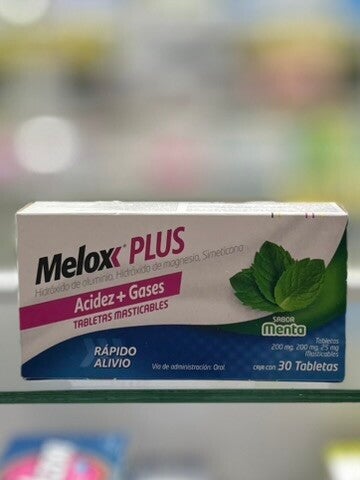 Melox PLUS
Hidróxido de aluminio, Hidróxido de magnesio, Simeticona
Acidez + Gases
TABLETAS MASTICABLES
SABOR
Menta
RÁPIDO
ALIVIO
Vía de administración: Oral.
Tabletas
200 mg, 200 mg, 25 mg
Masticables
Caja con 30 Tabletas